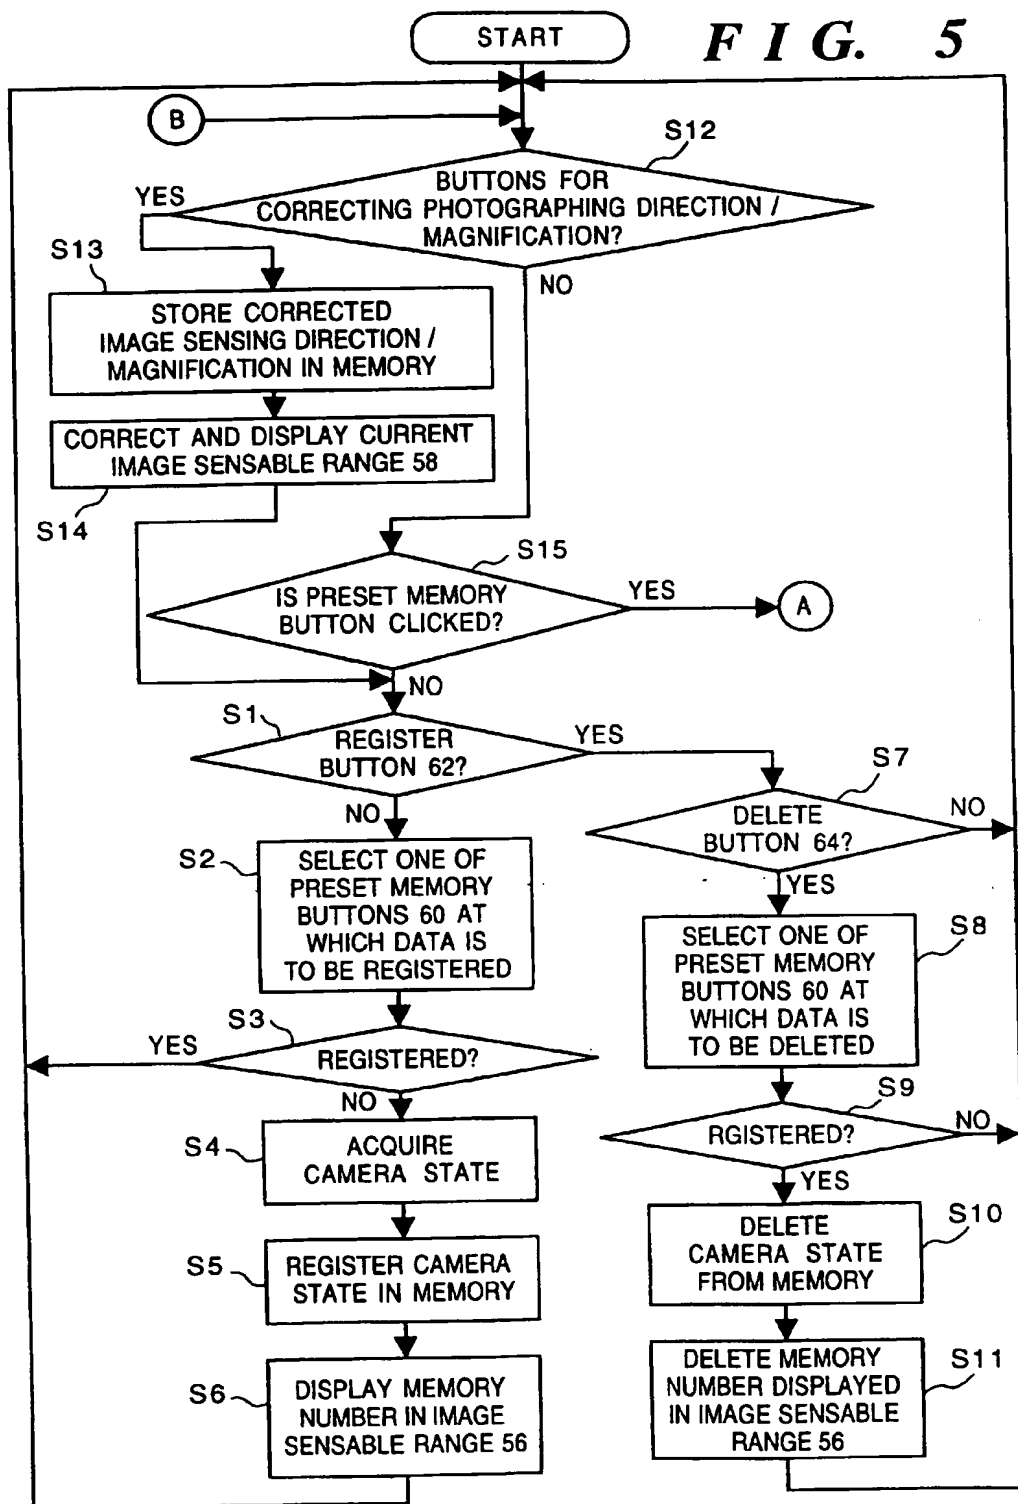 START
FIG. 5
B
S12
BUTTONS FOR
CORRECTING PHOTOGRAPHING DIRECTION /
MAGNIFICATION?
YES
NO
S13
STORE CORRECTED
IMAGE SENSING DIRECTION /
MAGNIFICATION IN MEMORY
CORRECT AND DISPLAY CURRENT
IMAGE SENSABLE RANGE 58
S14
S15
IS PRESET MEMORY
BUTTON CLICKED?
YES
A
NO
S1
REGISTER
BUTTON 62?
YES
NO
S7
DELETE
BUTTON 64?
NO
YES
S2
SELECT ONE OF
PRESET MEMORY
BUTTONS 60 AT
WHICH DATA IS
TO BE REGISTERED
S8
SELECT ONE OF
PRESET MEMORY
BUTTONS 60 AT
WHICH DATA IS
TO BE DELETED
S3
YES
REGISTERED?
NO
S9
RGISTERED?
NO
YES
S4
ACQUIRE
CAMERA STATE
S10
DELETE
CAMERA STATE
FROM MEMORY
S5
REGISTER CAMERA
STATE IN MEMORY
S11
DELETE MEMORY
NUMBER DISPLAYED
IN IMAGE SENSABLE
RANGE 56
S6
DISPLAY MEMORY
NUMBER IN IMAGE
SENSABLE RANGE 56